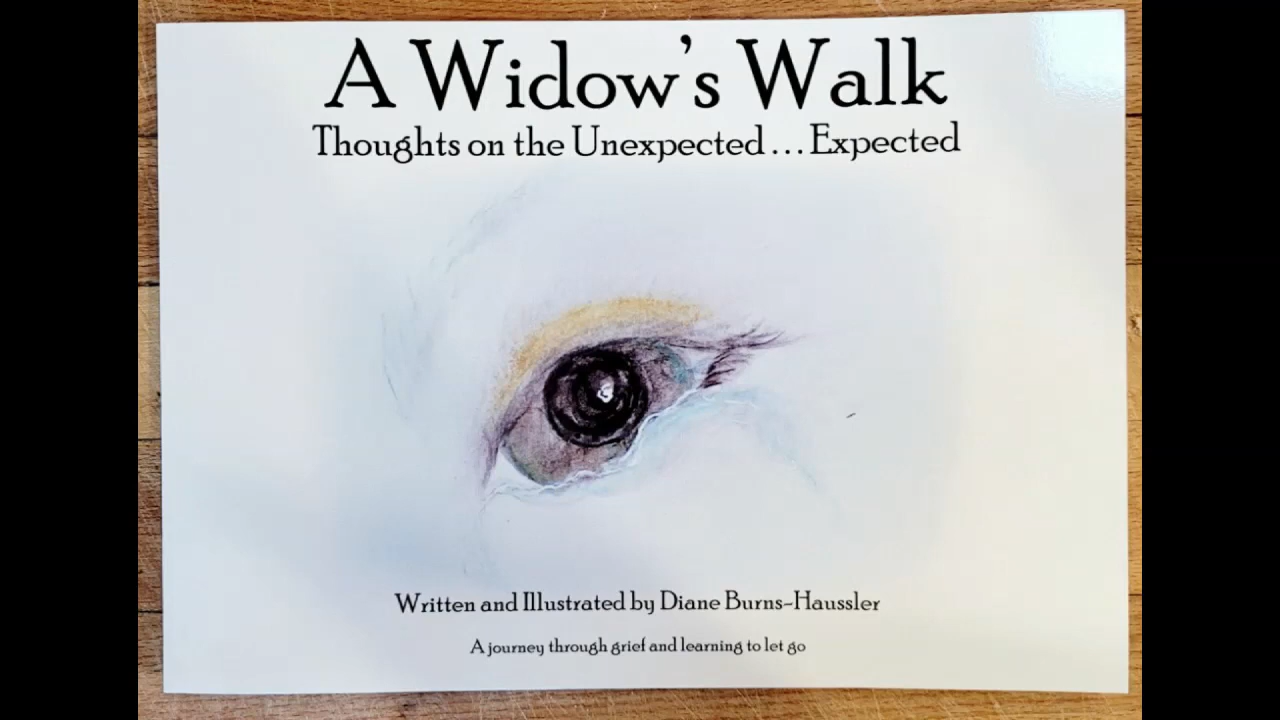 A Widow's Walk
Thoughts on the Unexpected...Expected
Written and Illustrated by Diane Burns-Haussler
A journey through grief and learning to let go